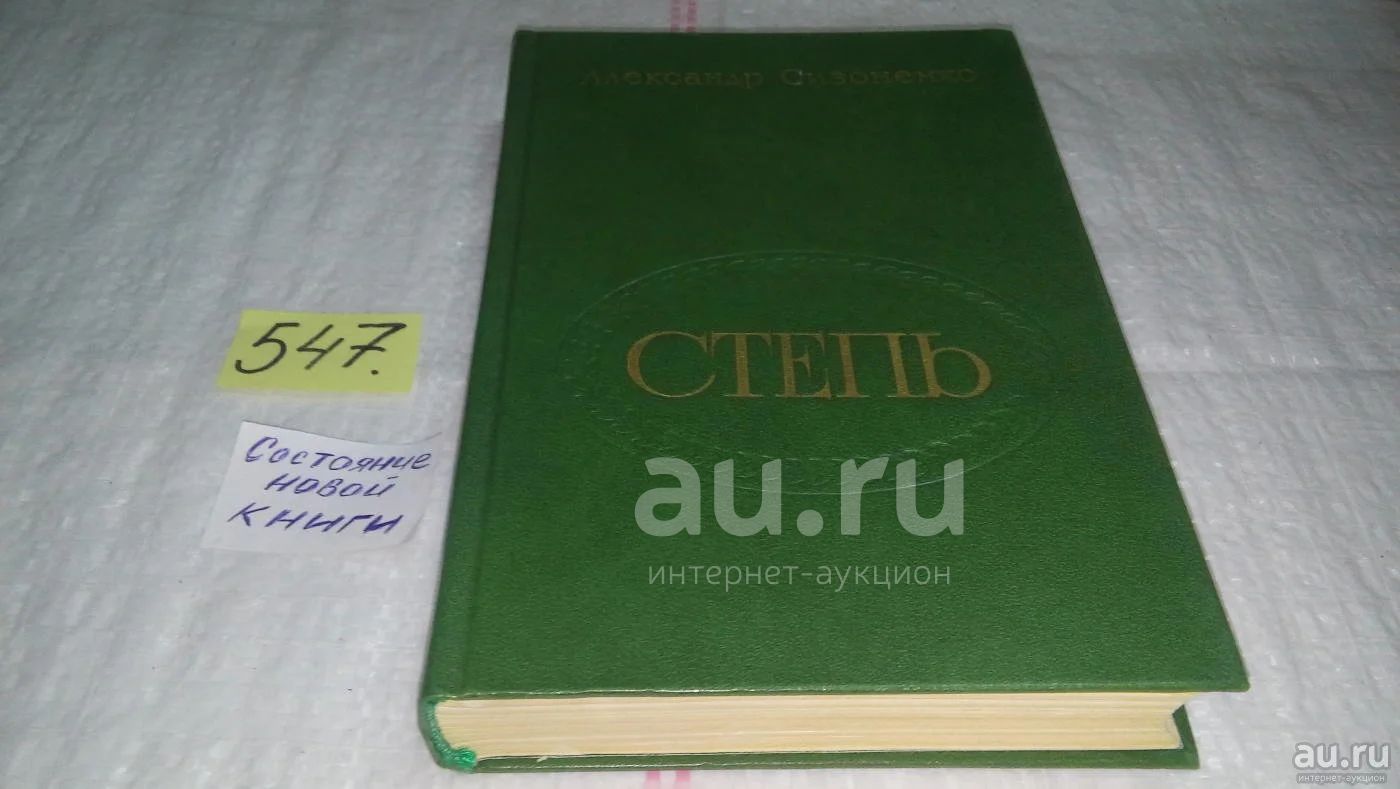 Александр Сизоненко
СТЕПЬ
547.
Состояние
новой
книги
au.ru
интернет-аукцион
au.ru
интернет-аукцион